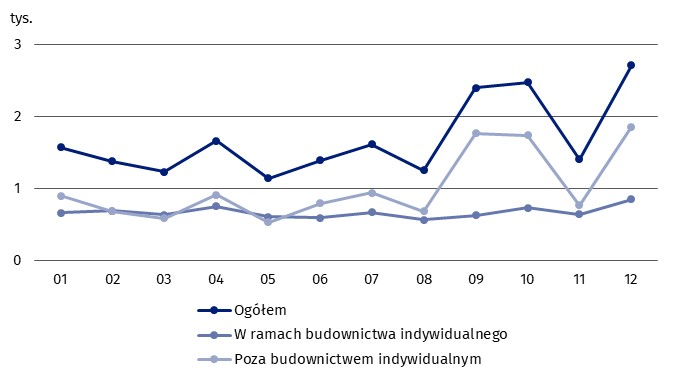 tys.
3
2
1
0
01 02 03 04 05 06 07 08 09 10 11 12
Ogółem
W ramach budownictwa indywidualnego
Poza budownictwem indywidualnym